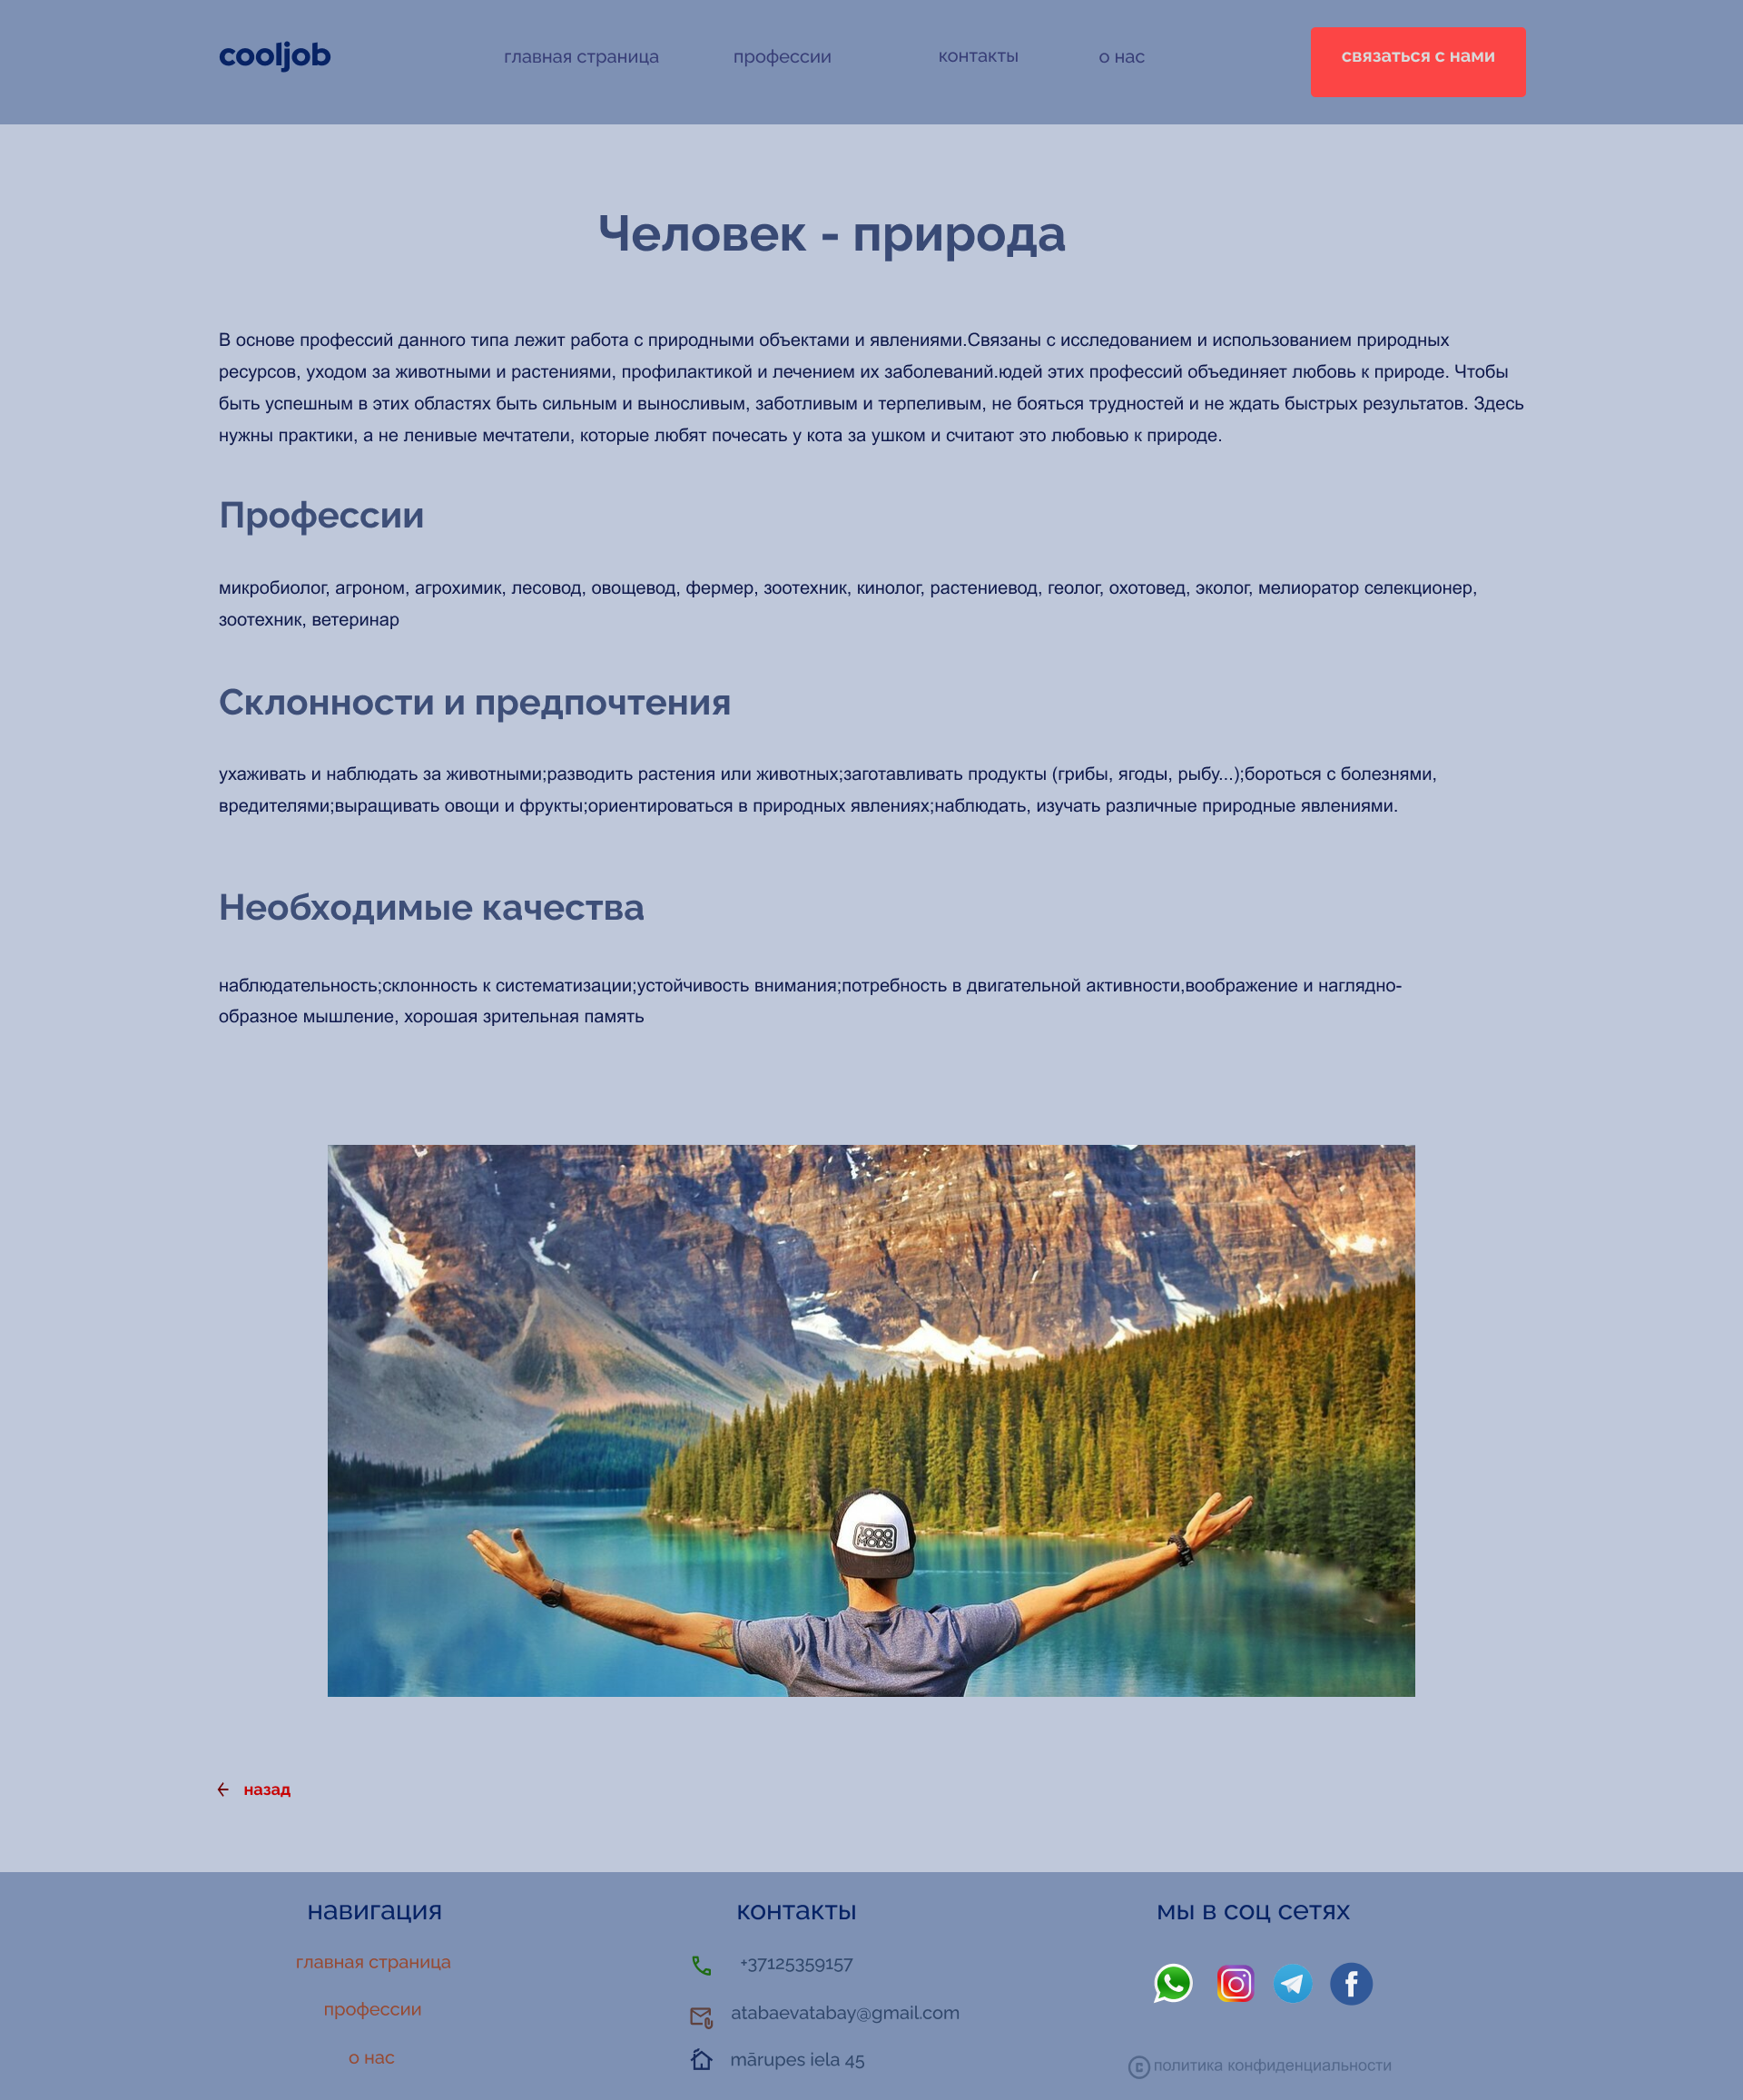 cooljob
главная страница
профессии
контакты
о нас
связаться с нами
Человек - природа
В основе профессий данного типа лежит работа с природными объектами и явлениями.Связаны с исследованием и использованием природных
ресурсов, уходом за животными и растениями, профилактикой и лечением их заболеваний.юдей этих профессий объединяет любовь к природе. Чтобы
быть успешным в этих областях быть сильным и выносливым, заботливым и терпеливым, не бояться трудностей и не ждать быстрых результатов. Здесь
нужны практики, а не ленивые мечтатели, которые любят почесать у кота за ушком и считают это любовью к природе.
Профессии
микробиолог, агроном, агрохимик, лесовод, овощевод, фермер, зоотехник, кинолог, растениевод, геолог, охотовед, эколог, мелиоратор селекционер,
зоотехник, ветеринар
Склонности и предпочтения
ухаживать и наблюдать за животными;разводить растения или животных;заготавливать продукты (грибы, ягоды, рыбу...);бороться с болезнями,
вредителями;выращивать овощи и фрукты;ориентироваться в природных явлениях;наблюдать, изучать различные природные явлениями.
Необходимые качества
наблюдательность;склонность к систематизации;устойчивость внимания;потребность в двигательной активности,воображение и наглядно-
образное мышление, хорошая зрительная память
1000
MODS
назад
навигация
главная страница
профессии
о нас
контакты
+37125359157
atabaevatabay@gmail.com
mārupes iela 45
мы в соц сетях
политика конфиденциальности